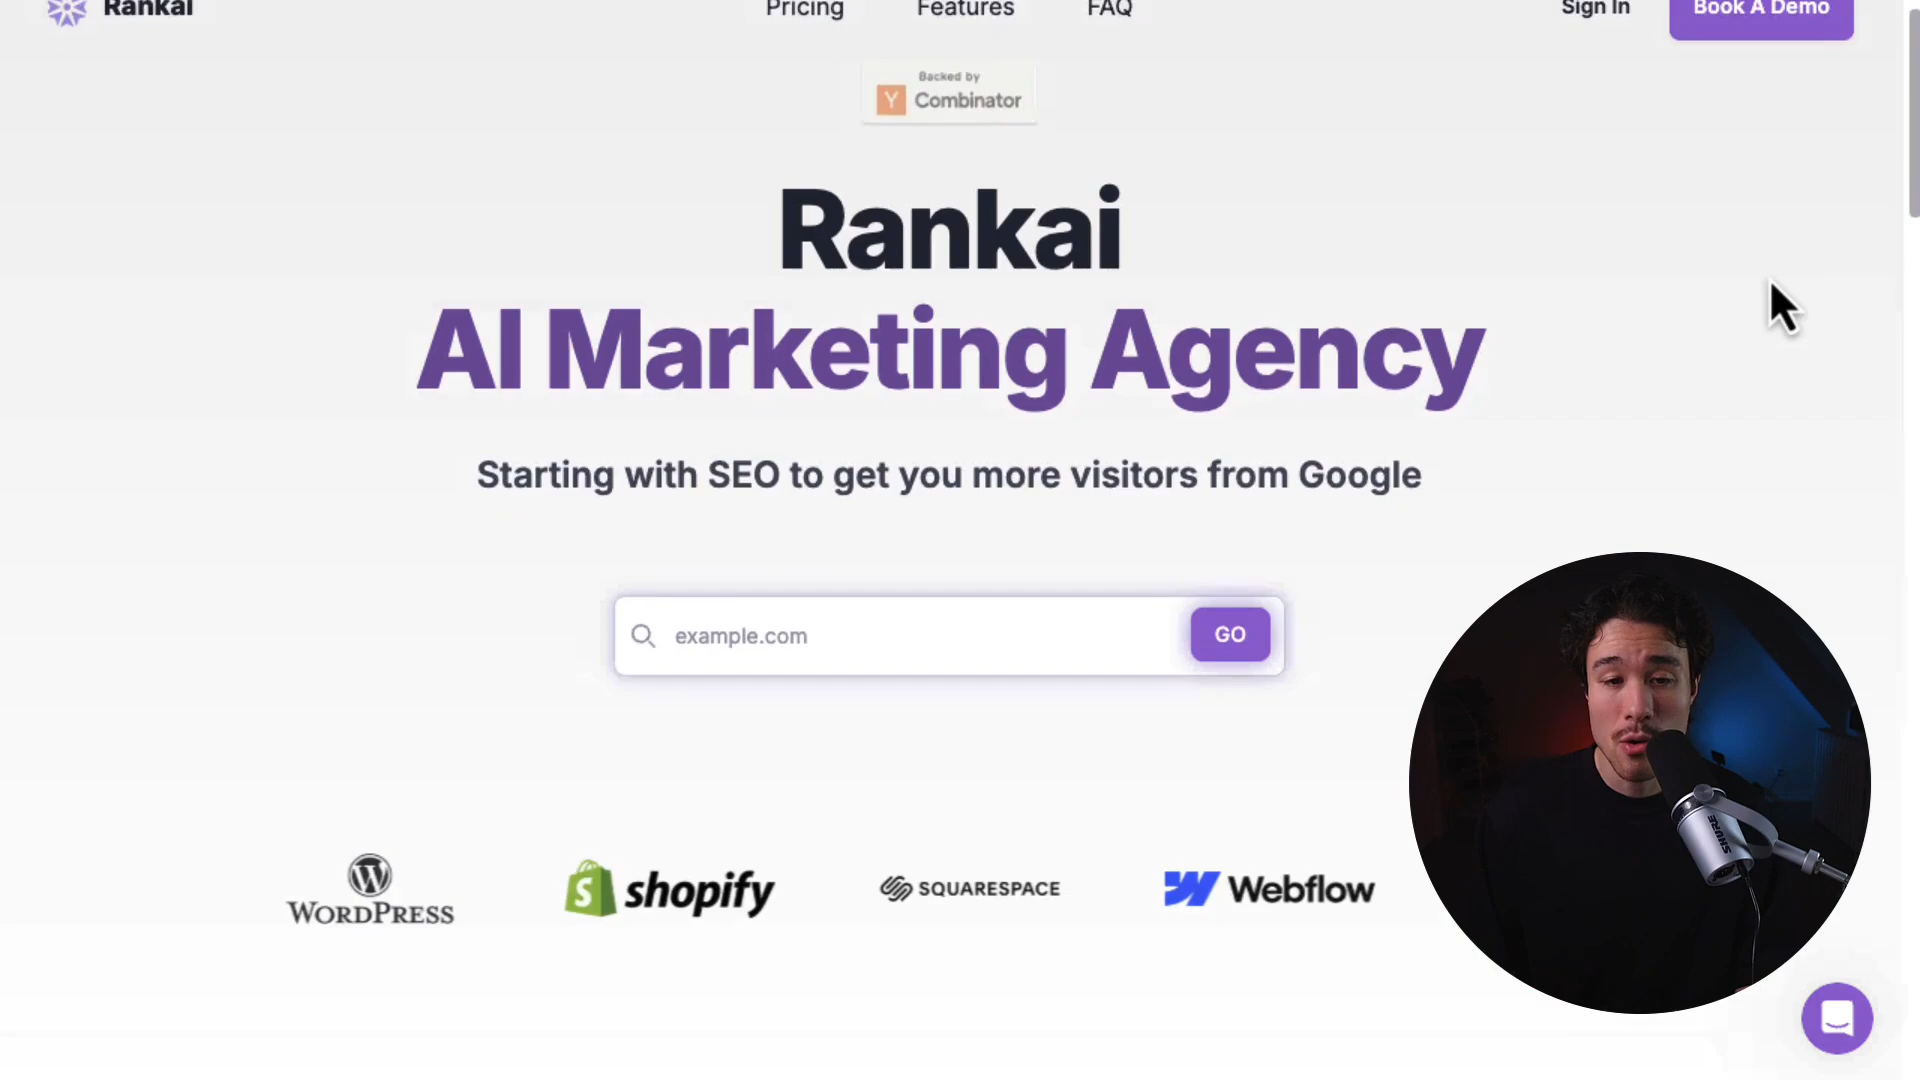 Rankai
Pricing
Features
FAQ
Sign In
Book A Demo
Backed by
Y Combinator
Rankai
AI Marketing Agency
Starting with SEO to get you more visitors from Google
example.com
GO
WORDPRESS
shopify
SQUARESPACE
Webflow
SHURE